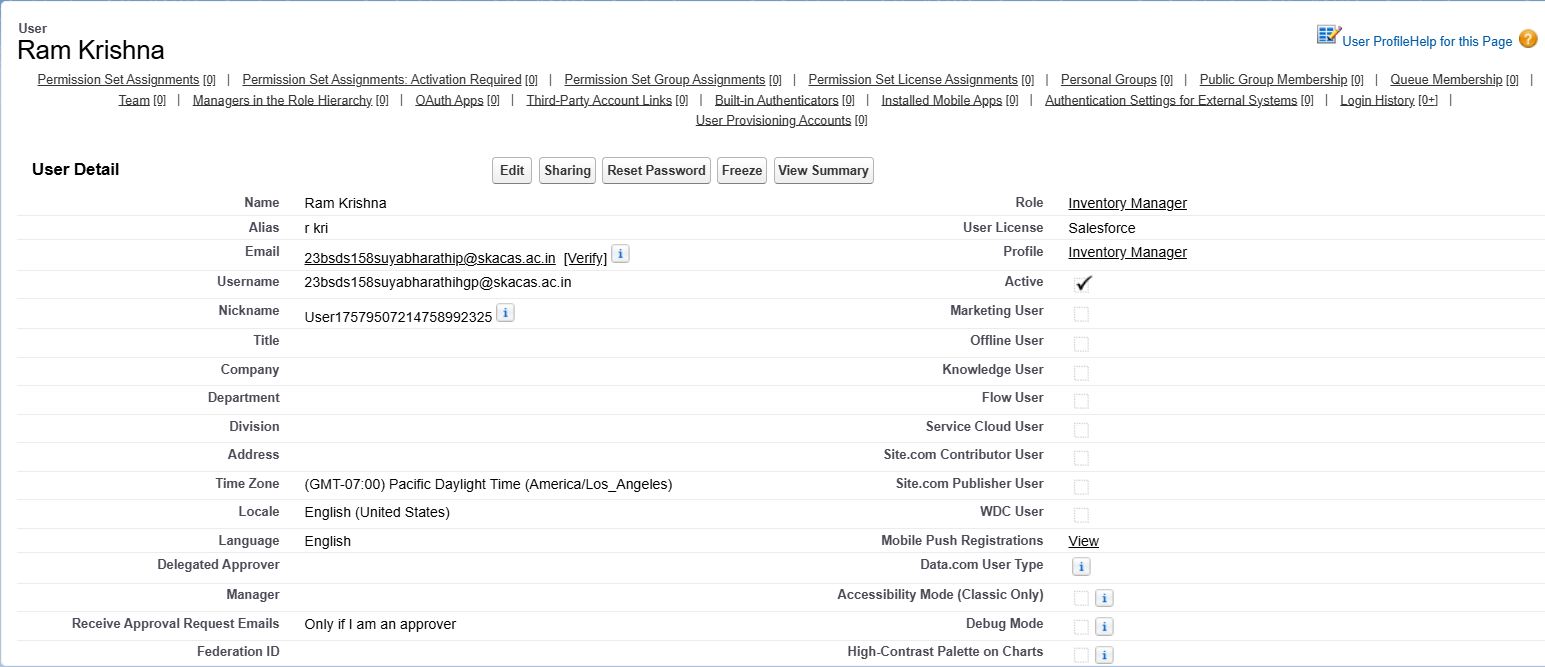 User
Ram Krishna
User Profile Help for this Page ?
Permission Set Assignments [0] | Permission Set Assignments: Activation Required [0] | Permission Set Group Assignments [0] | Permission Set License Assignments [0] | Personal Groups [0] | Public Group Membership [0] | Queue Membership [0] |
Team [0] | Managers in the Role Hierarchy [0] | OAuth Apps [0] | Third-Party Account Links [0] | Built-in Authenticators [0] | Installed Mobile Apps [0] | Authentication Settings for External Systems [0] | Login History [0+] |
User Provisioning Accounts [0]
User Detail Edit Sharing Reset Password Freeze View Summary
Name Ram Krishna Role Inventory Manager
Alias r kri User License Salesforce
Email 23bsds158suyabharathip@skacas.ac.in [Verify] i Profile Inventory Manager
Username 23bsds158suyabharathihgp@skacas.ac.in Active
Nickname User17579507214758992325 i Marketing User
Title Offline User
Company Knowledge User
Department Flow User
Division Service Cloud User
Address Site.com Contributor User
Time Zone (GMT-07:00) Pacific Daylight Time (America/Los_Angeles) Site.com Publisher User
Locale English (United States) WDC User
Language English Mobile Push Registrations View
Delegated Approver Data.com User Type i
Manager Accessibility Mode (Classic Only) i
Receive Approval Request Emails Only if I am an approver Debug Mode i
Federation ID High-Contrast Palette on Charts i